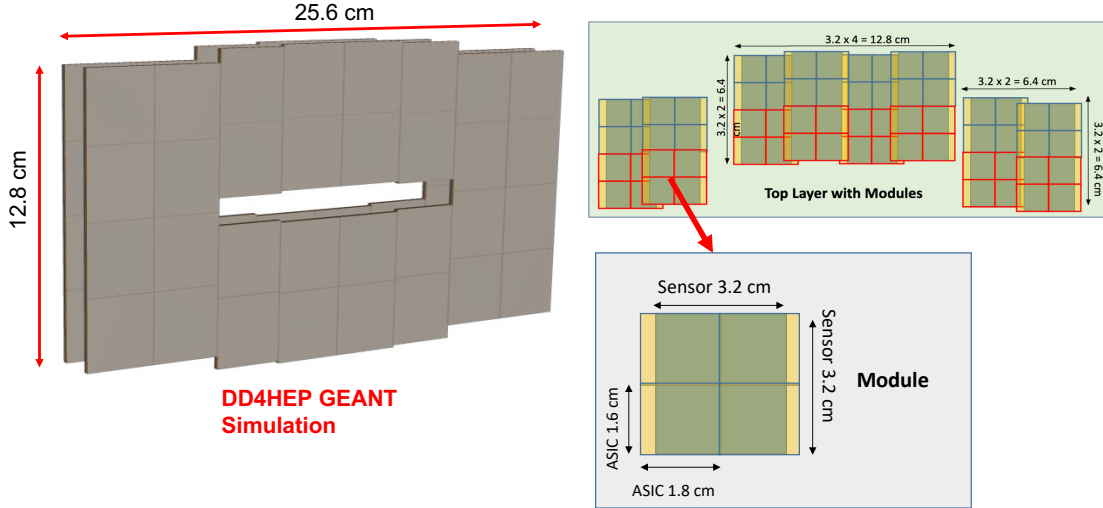 25.6 cm
12.8 cm
DD4HEP GEANT
Simulation
3.2 x 4 = 12.8 cm
3.2 x 2 = 6.4
cm
3.2 x 2 = 6.4 cm
3.2 x 2 = 6.4 cm
Top Layer with Modules
Sensor 3.2 cm
Sensor 3.2 cm
Module
ASIC 1.6 cm
ASIC 1.8 cm